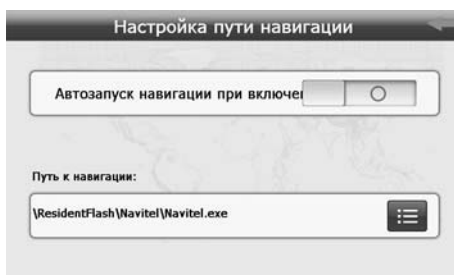 Настройка пути навигации
Автозапуск навигации при включе
Путь к навигации:
\ResidentFlash\Navitel\Navitel.exe